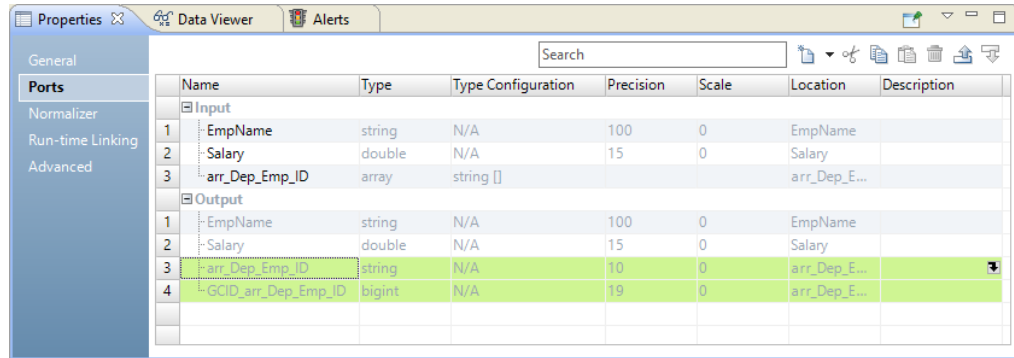 Properties Data Viewer Alerts
Search
General
Ports
Normalizer
Run-time Linking
Advanced
Name Type Type Configuration Precision Scale Location Description
Input
1 EmpName string N/A 100 0 EmpName
2 Salary double N/A 15 0 Salary
3 arr_Dep_Emp_ID array string [] arr_Dep_E...
Output
1 EmpName string N/A 100 0 EmpName
2 Salary double N/A 15 0 Salary
3 arr_Dep_Emp_ID string N/A 10 0 arr_Dep_E...
4 GCID_arr_Dep_Emp_ID bigint N/A 19 0 arr_Dep_E...